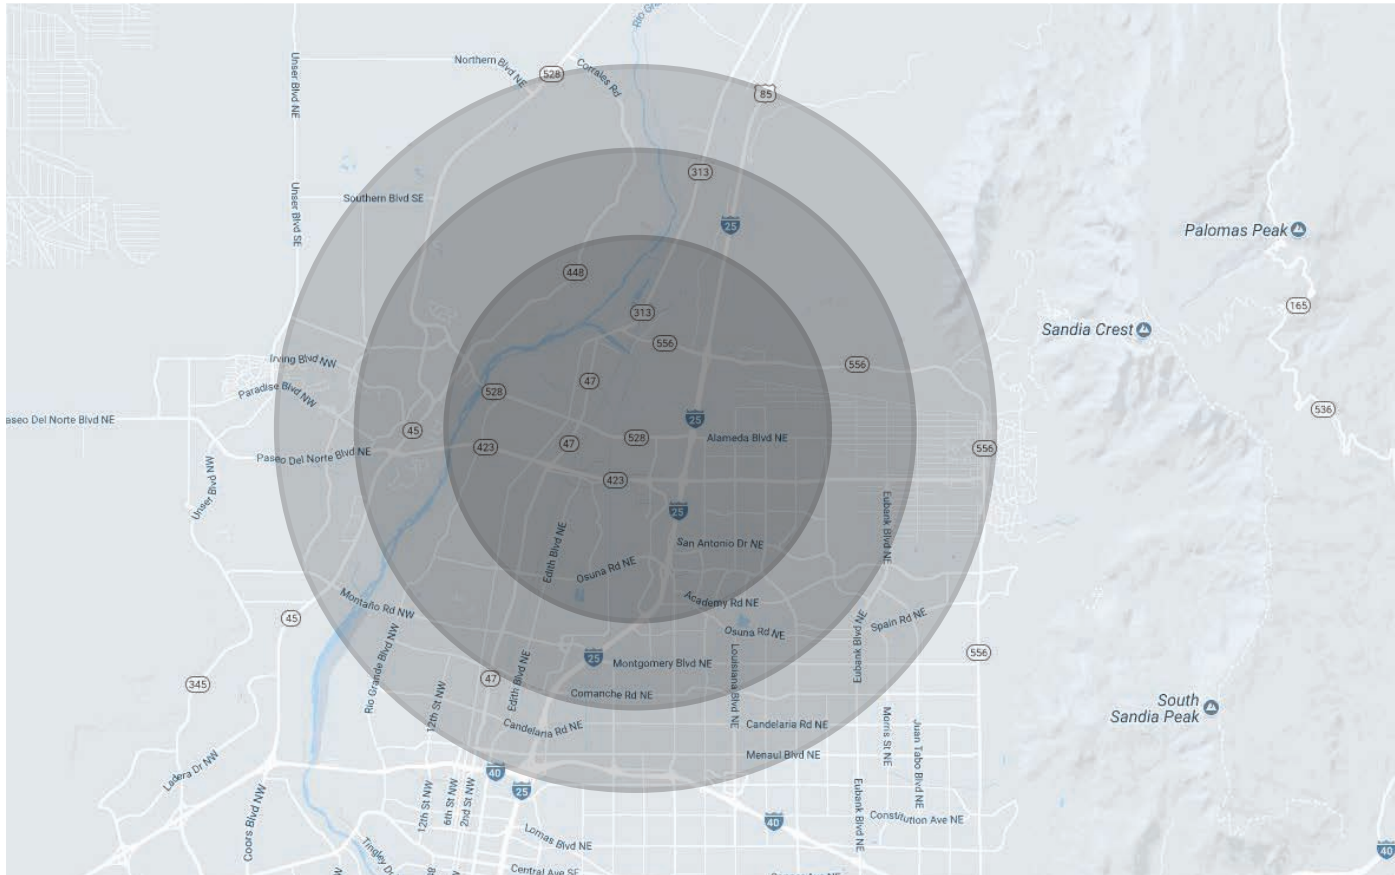 Rio Gra
528
Corrales Rd
Northern Blvd NE
Unser Blvd NE
85
313
Southern Blvd SE
Unser Blvd SE
25
Palomas Peak
448
165
313
Sandia Crest
556
Irving Blvd NW
556
47
Paradise Blvd NW
528
536
aseo Del Norte Blvd NE
45
25
528
Alameda Blvd NE
47
423
556
Paseo Del Norte Blvd NE
423
Unser Blvd NW
25
Eubank Blvd NE
Edith Blvd NE
San Antonio Dr NE
Osuna Rd NE
Montaño Rd NW
Academy Rd NE
45
Spain Rd NE
Osuna Rd NE
Rio Grande Blvd NW
Eubank Blvd NE
556
25
Montgomery Blvd NE
345
47
Edith Blvd NE
Louisiana Blvd NE
Comanche Rd NE
South
Sandia Peak
12th St NW
Candelaria Rd NE
Candelaria Rd NE
Morris St NE
Juan Tabo Blvd NE
Menaul Blvd NE
Ladera Dr NW
40
25
12th St NW
6th St NW
2nd St NW
Coors Blvd NW
Eubank Blvd NE
Constitution Ave NE
40
Lomas Blvd NE
Tingley Dr
40
Central Ave SE